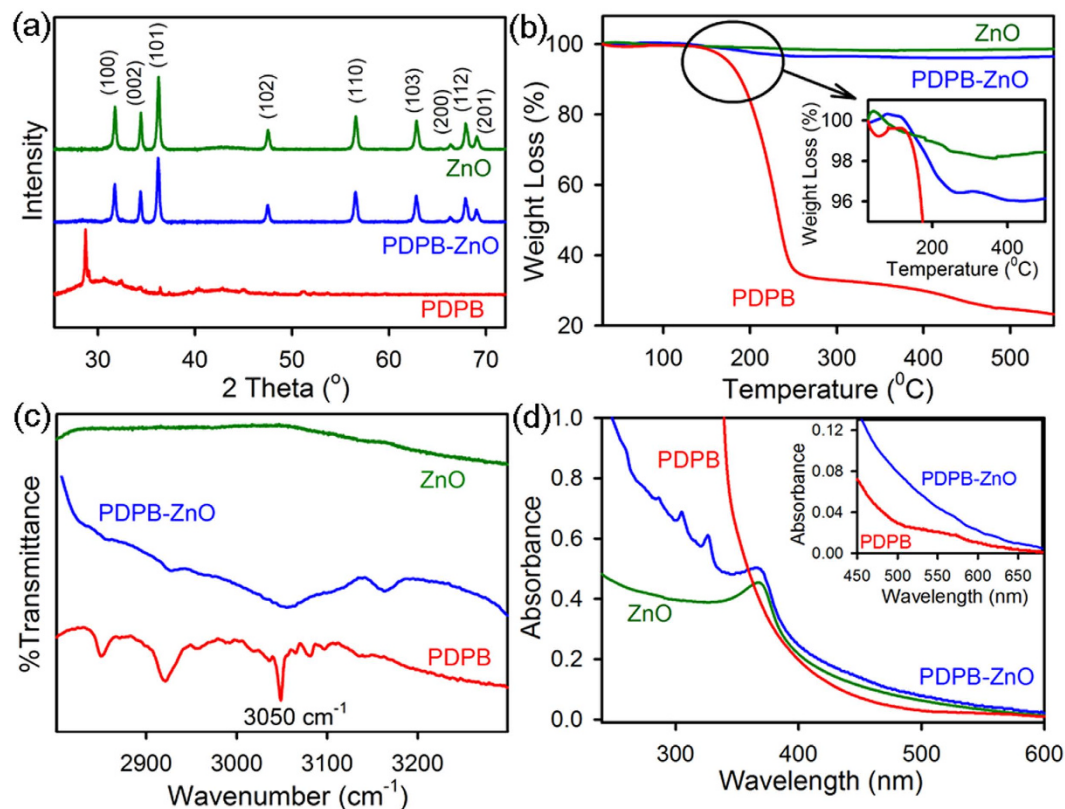 (a)
(100)
(002)
(101)
(102)
(110)
(103)
(200)
(112)
(201)
ZnO
PDPB-ZnO
PDPB
Intensity
30 40 50 60 70
2 Theta (°)
(b)
ZnO
PDPB-ZnO
PDPB
100
80
60
40
20
Weight Loss (%)
100 200 300 400 500
Temperature (⁰C)
100
98
96
Weight Loss (%)
200 400
Temperature (⁰C)
(c)
ZnO
PDPB-ZnO
PDPB
3050 cm⁻¹
%Transmittance
2900 3000 3100 3200
Wavenumber (cm⁻¹)
(d)
PDPB
ZnO
PDPB-ZnO
1.0
0.8
0.6
0.4
0.2
0.0
Absorbance
300 400 500 600
Wavelength (nm)
0.12
0.08
0.04
0.00
Absorbance
PDPB-ZnO
PDPB
450 500 550 600 650
Wavelength (nm)